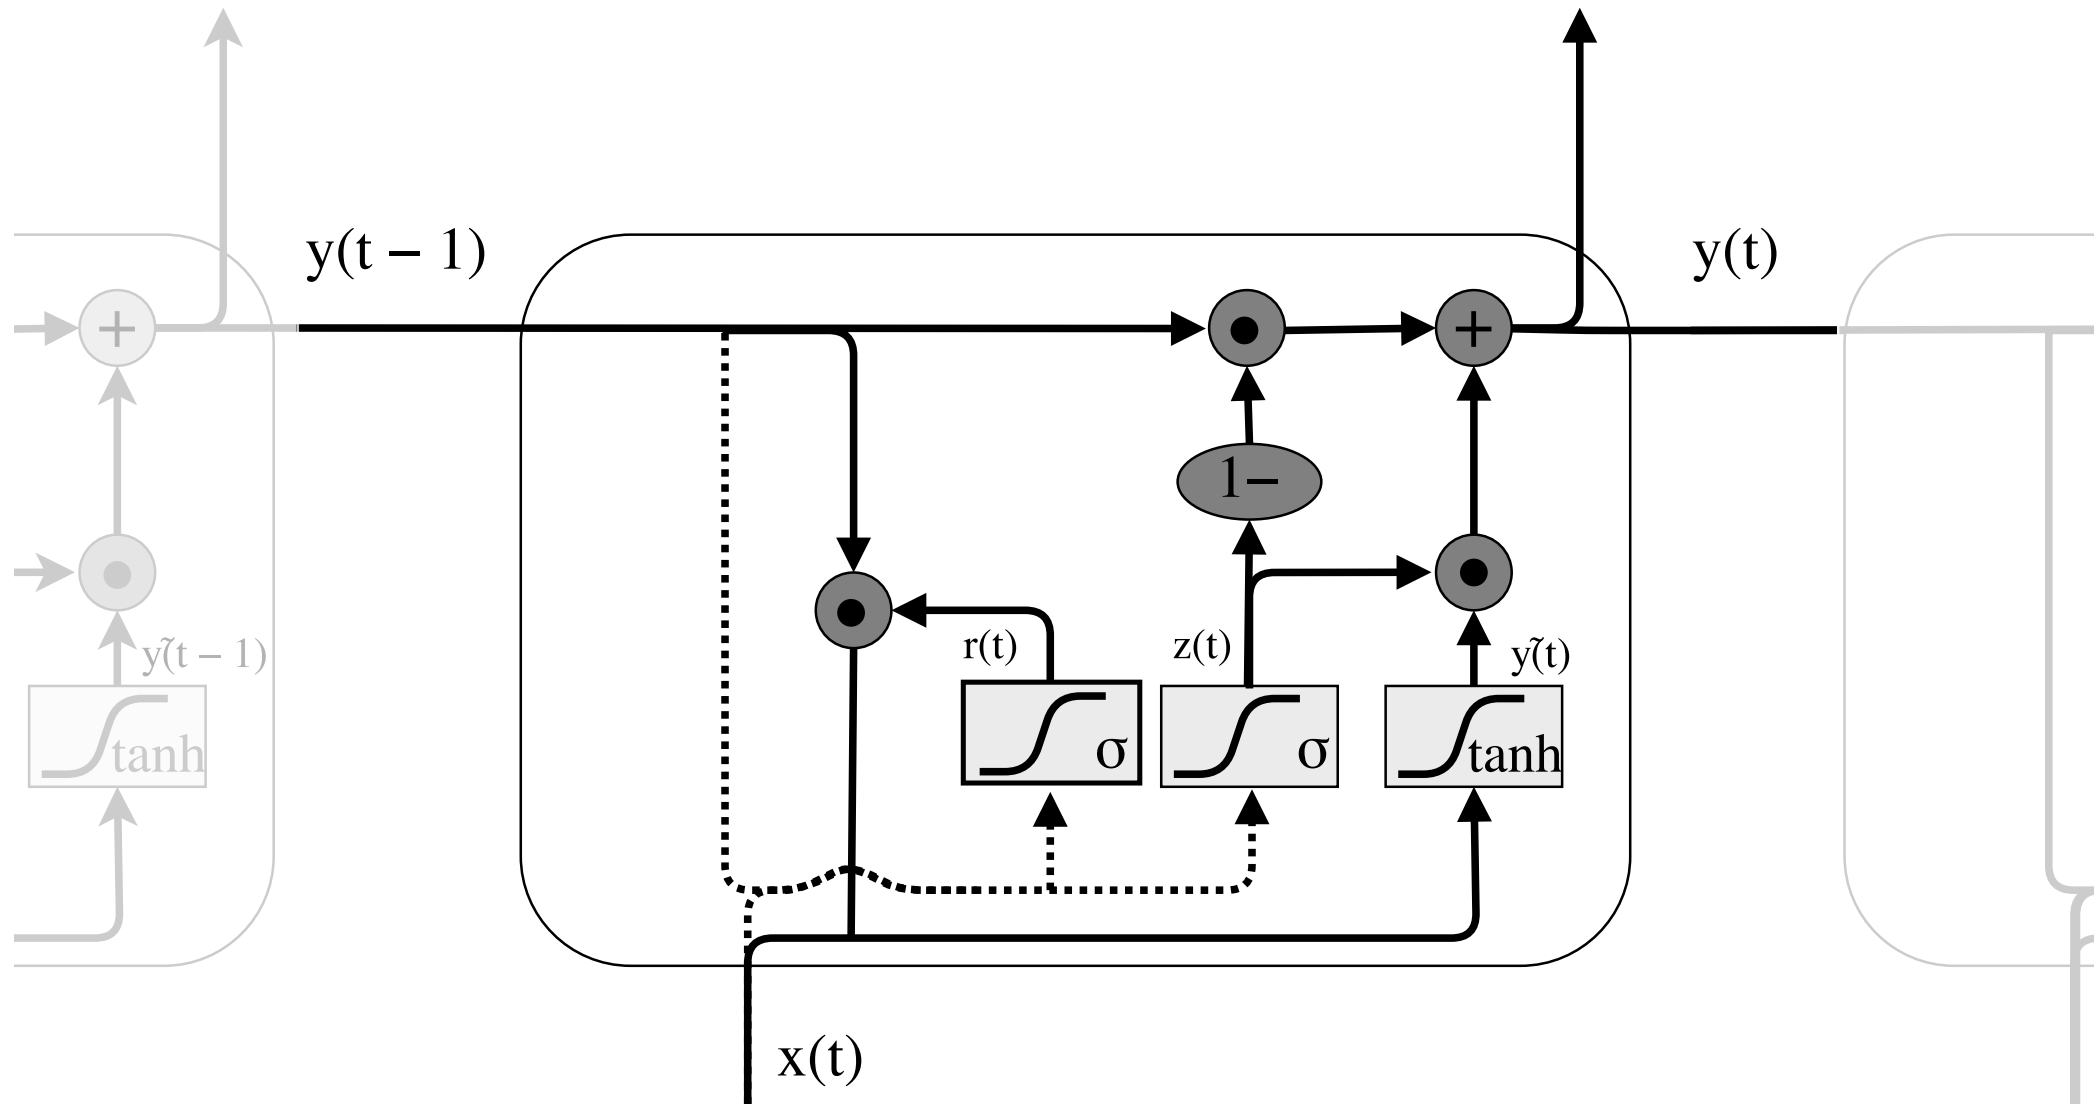 y(t – 1)
y(t)
+
+
1–
r(t)
z(t)
ỹ(t)
ỹ(t – 1)
σ
σ
tanh
tanh
x(t)